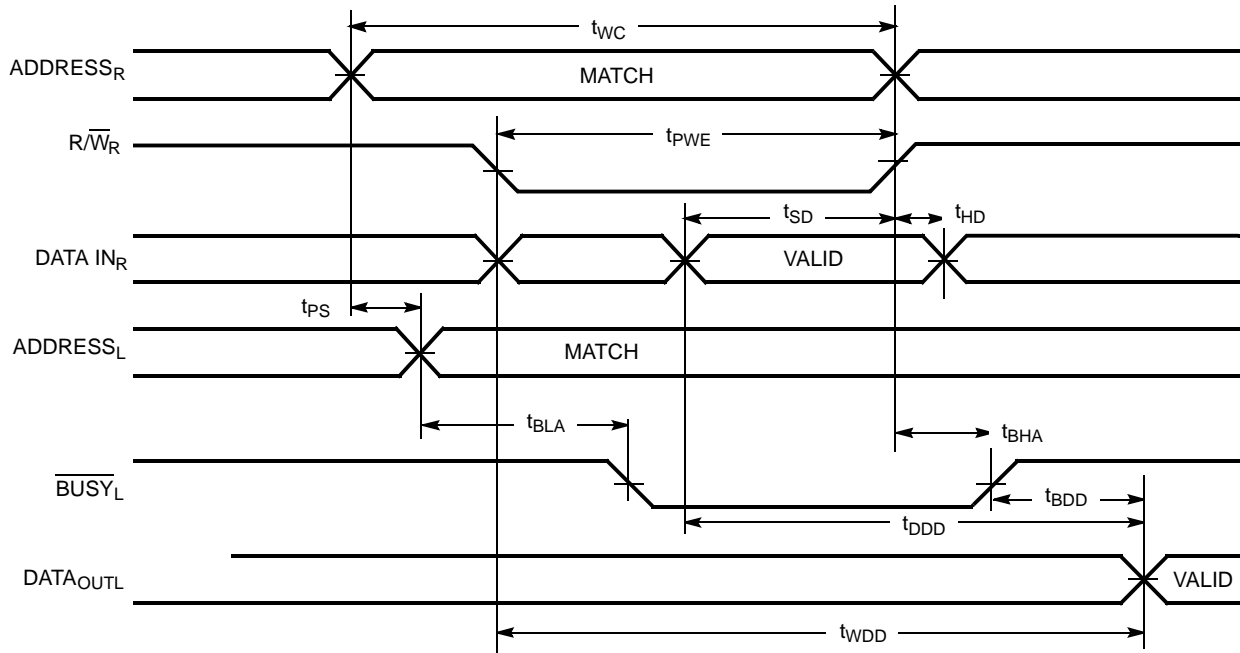 tWC
ADDRESSR
MATCH
R/W̅R
tPWE
tSD
tHD
DATA INR
VALID
tPS
ADDRESSL
MATCH
tBLA
tBHA
B̅U̅S̅Y̅L
tBDD
tDDD
DATAOUTL
VALID
tWDD